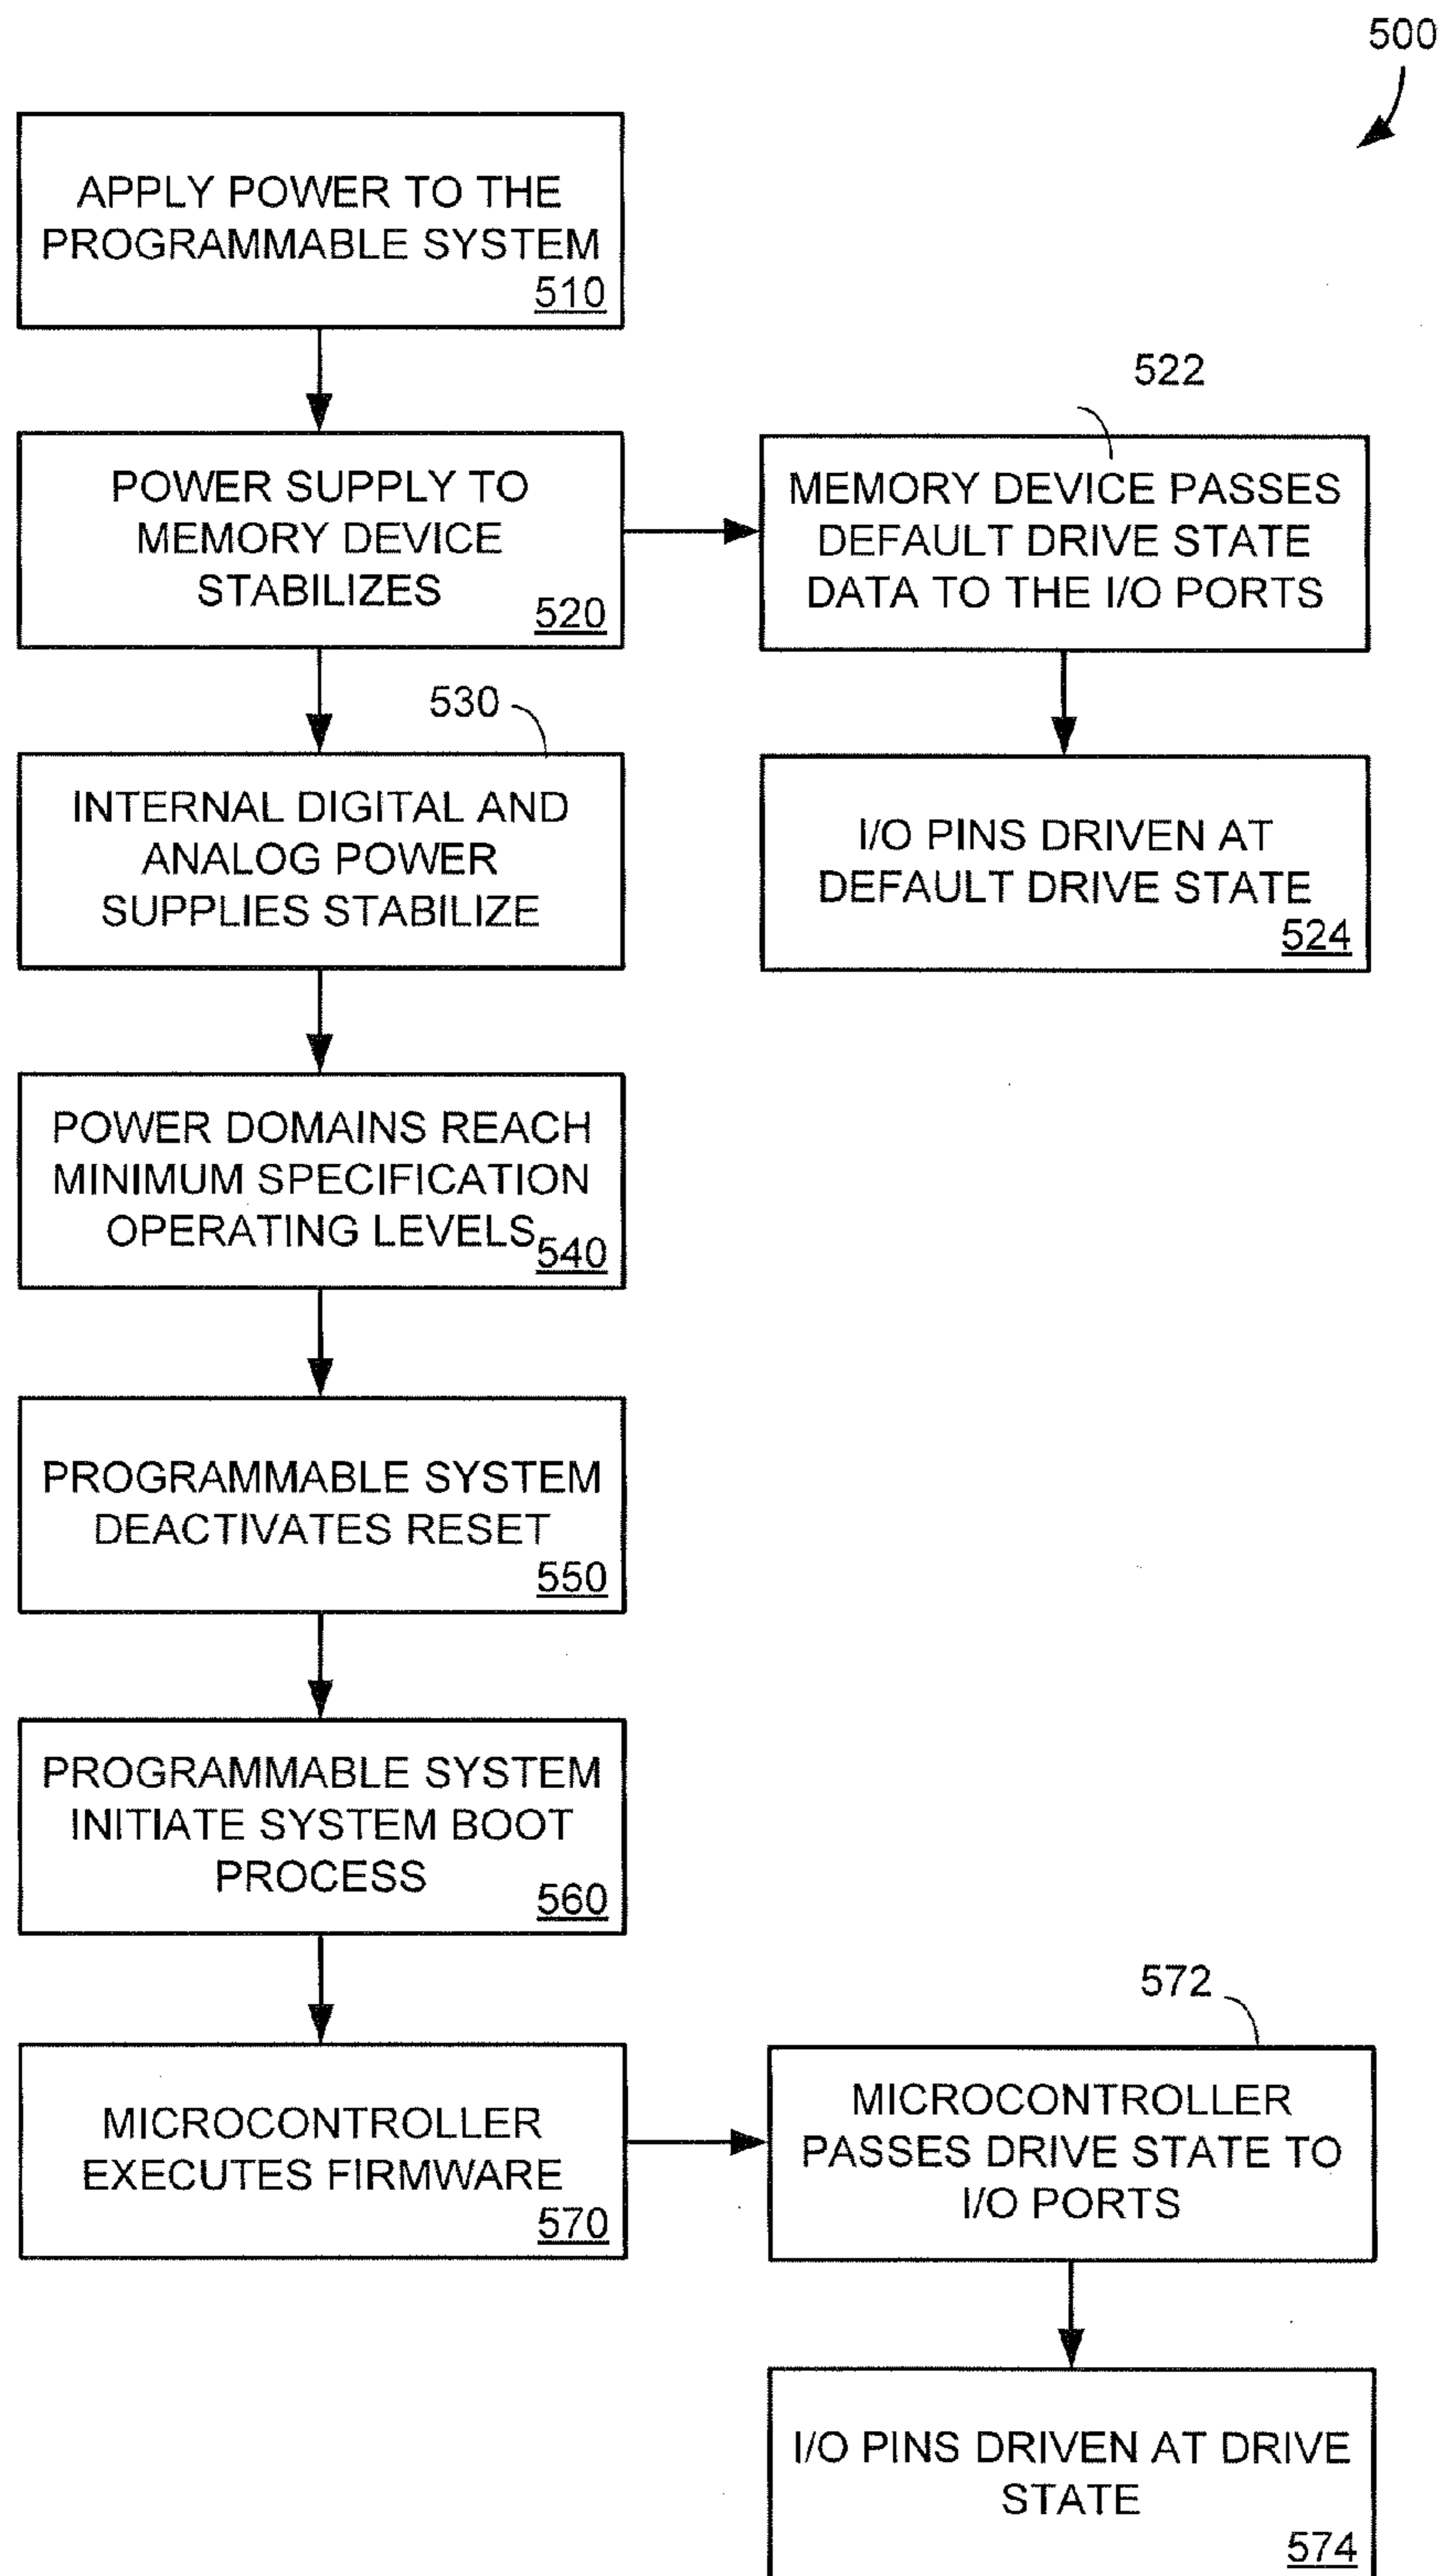 500
APPLY POWER TO THE
PROGRAMMABLE SYSTEM
510
522
POWER SUPPLY TO
MEMORY DEVICE
STABILIZES
520
MEMORY DEVICE PASSES
DEFAULT DRIVE STATE
DATA TO THE I/O PORTS
530
INTERNAL DIGITAL AND
ANALOG POWER
SUPPLIES STABILIZE
I/O PINS DRIVEN AT
DEFAULT DRIVE STATE
524
POWER DOMAINS REACH
MINIMUM SPECIFICATION
OPERATING LEVELS
540
PROGRAMMABLE SYSTEM
DEACTIVATES RESET
550
PROGRAMMABLE SYSTEM
INITIATE SYSTEM BOOT
PROCESS
560
572
MICROCONTROLLER
EXECUTES FIRMWARE
570
MICROCONTROLLER
PASSES DRIVE STATE TO
I/O PORTS
I/O PINS DRIVEN AT DRIVE
STATE
574